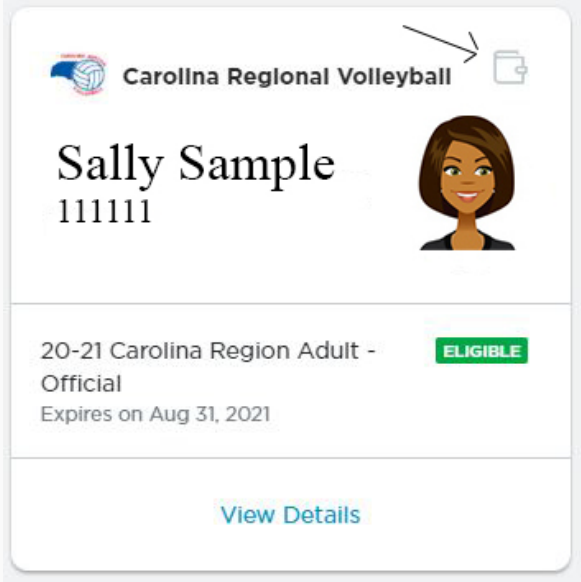 Carolina Regional Volleyball
Sally Sample
111111
20-21 Carolina Region Adult -
Official
ELIGIBLE
Expires on Aug 31, 2021
View Details